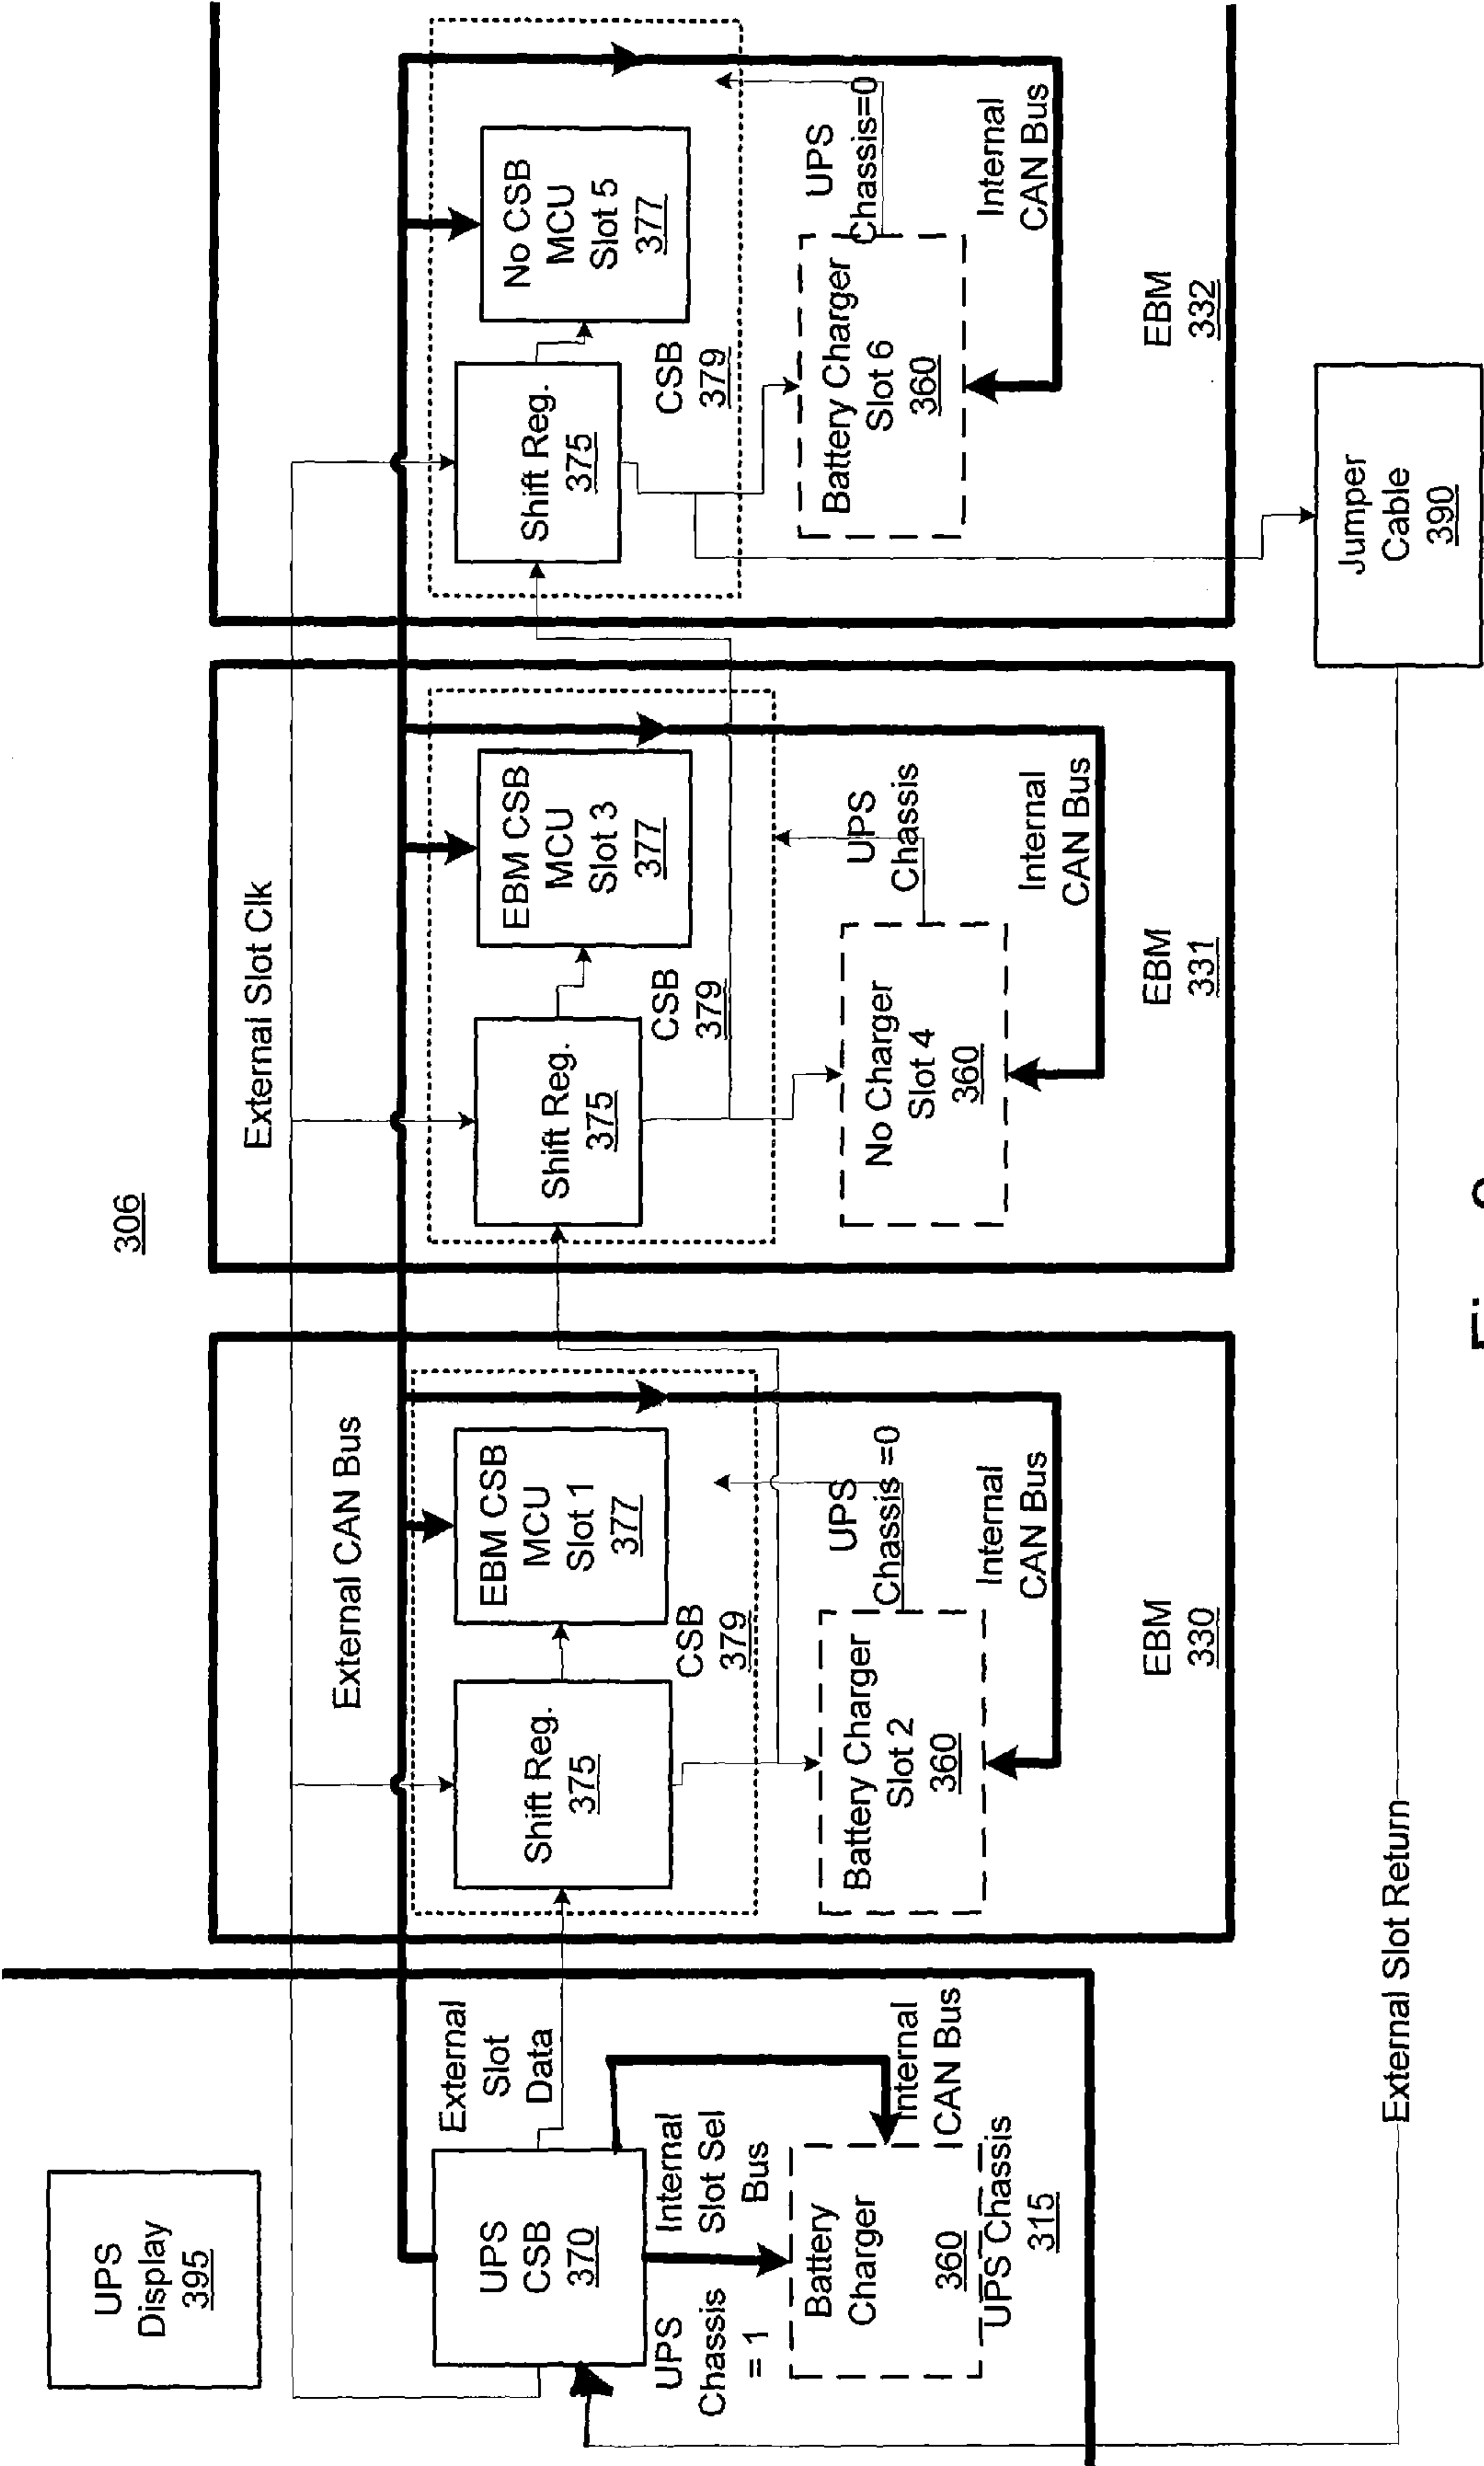 306
UPS
Display
395
External Slot Clk
External CAN Bus
UPS
CSB
370
External
Slot
Data
Internal
Slot Sel
Bus
UPS
Chassis
= 1
Battery
Charger
360
Internal
CAN Bus
UPS Chassis
315
Shift Reg.
375
EBM CSB
MCU
Slot 1
377
CSB
379
Battery Charger
Slot 2
360
UPS
Chassis =0
Internal
CAN Bus
EBM
330
Shift Reg.
375
EBM CSB
MCU
Slot 3
377
CSB
379
No Charger
Slot 4
360
UPS
Chassis
Internal
CAN Bus
EBM
331
Shift Reg.
375
No CSB
MCU
Slot 5
377
CSB
379
Battery Charger
Slot 6
360
UPS
Chassis=0
Internal
CAN Bus
EBM
332
Jumper
Cable
390
External Slot Return